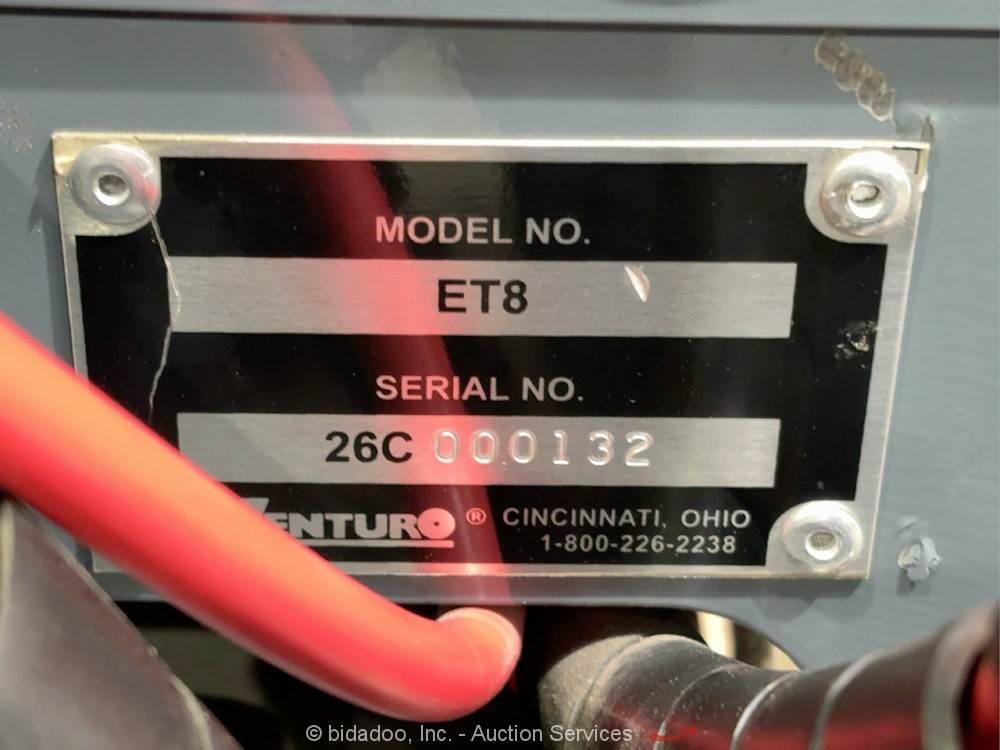 MODEL NO.
ET8
SERIAL NO.
26C 000132
VENTURO ® CINCINNATI, OHIO
1-800-226-2238
© bidadoo, Inc. - Auction Services